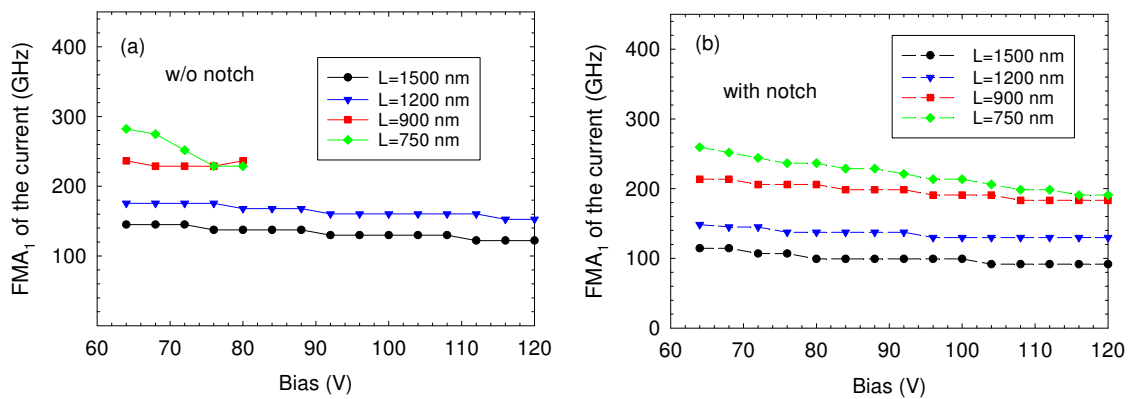 (a)
w/o notch
L=1500 nm
L=1200 nm
L=900 nm
L=750 nm
FMA1 of the current (GHz)
400
300
200
100
60 70 80 90 100 110 120
Bias (V)
(b)
with notch
L=1500 nm
L=1200 nm
L=900 nm
L=750 nm
FMA1 of the current (GHz)
400
300
200
100
0
60 70 80 90 100 110 120
Bias (V)